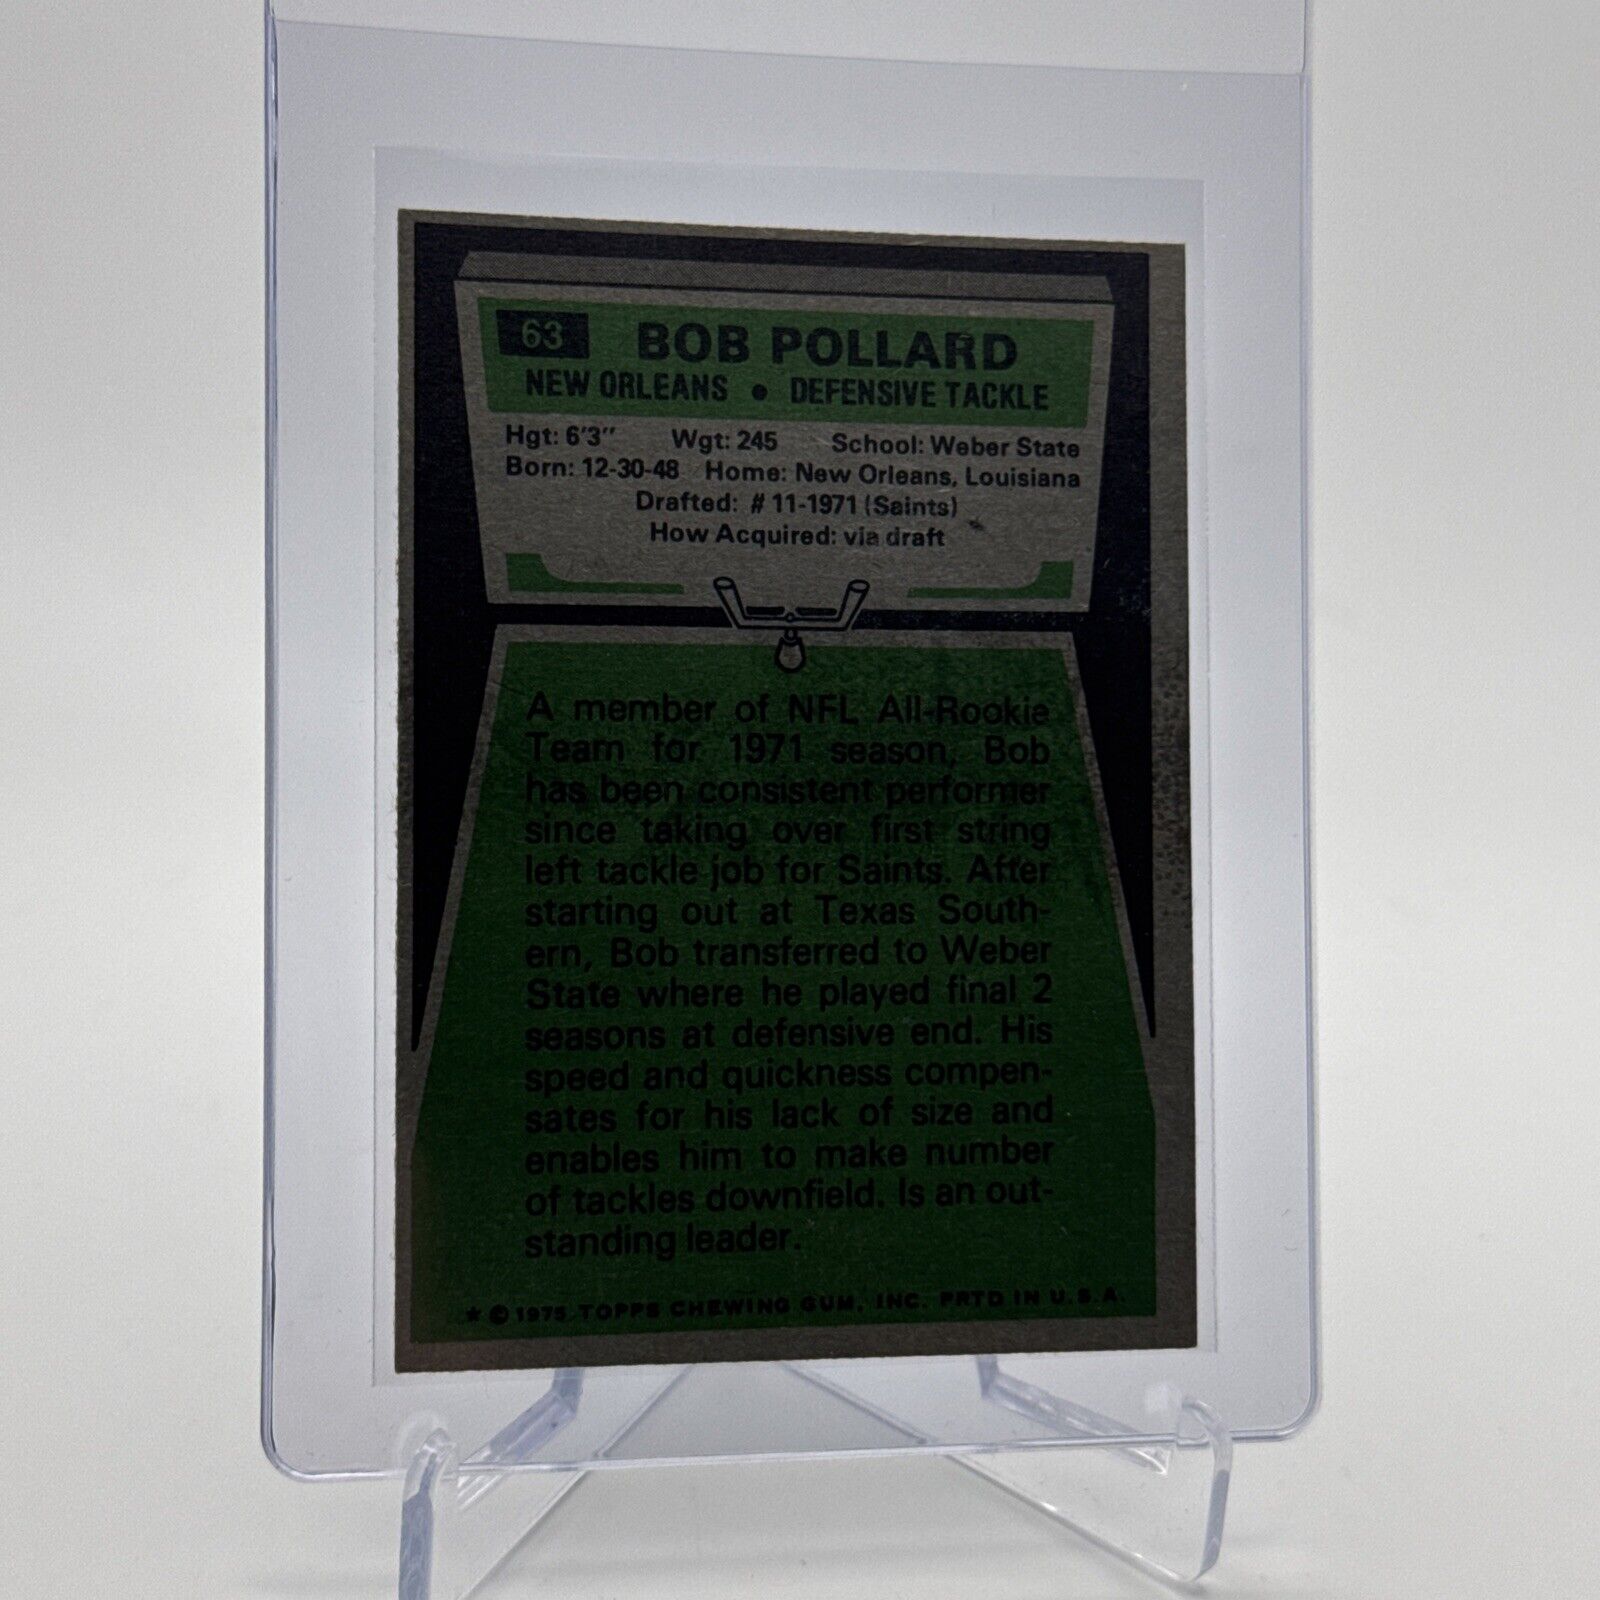 63 BOB POLLARD
NEW ORLEANS • DEFENSIVE TACKLE
Hgt: 6'3" Wgt: 245 School: Weber State
Born: 12-30-48 Home: New Orleans, Louisiana
Drafted: # 11-1971 (Saints)
How Acquired: via draft
A member of NFL All-Rookie
Team for 1971 season, Bob
has been consistent performer
since taking over first string
left tackle job for Saints. After
starting out at Texas South-
ern, Bob transferred to Weber
State where he played final 2
seasons at defensive end. His
speed and quickness compen-
sates for his lack of size and
enables him to make number
of tackles downfield. Is an out-
standing leader.
★ © 1975 TOPPS CHEWING GUM, INC. PRTD IN U.S.A.